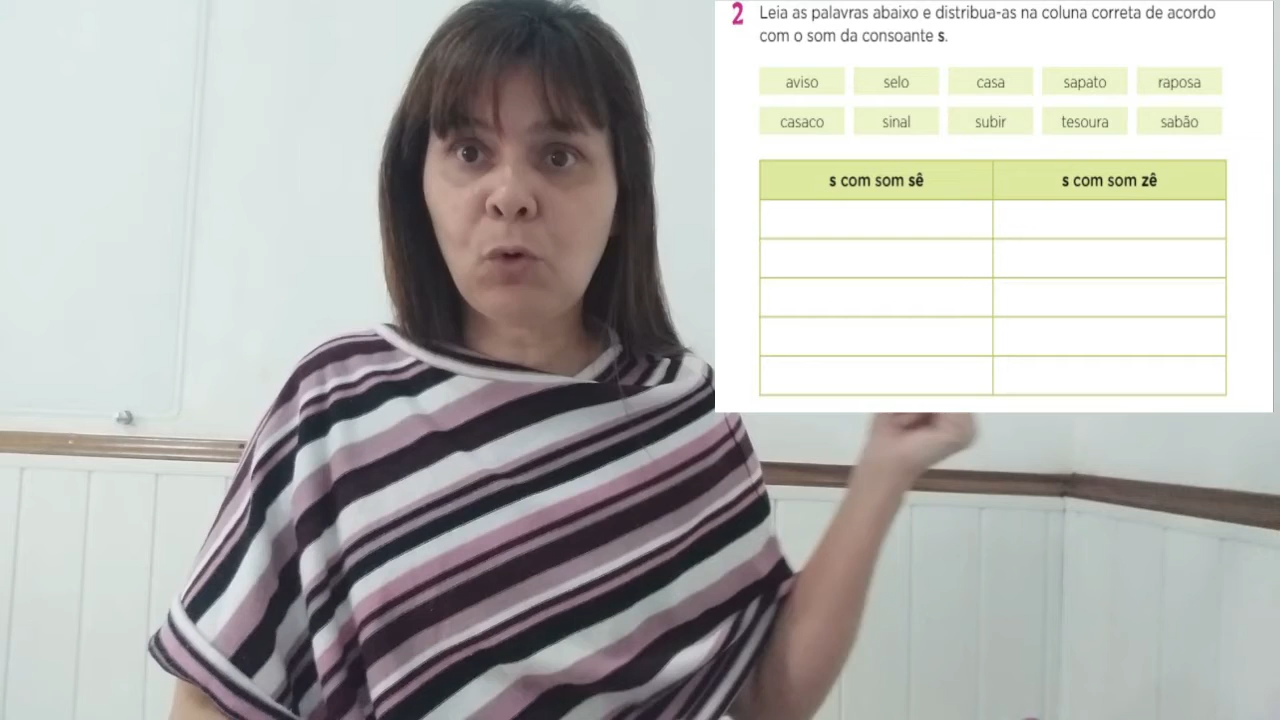 2 Leia as palavras abaixo e distribua-as na coluna correta de acordo
com o som da consoante s.
aviso selo casa sapato raposa
casaco sinal subir tesoura sabão
s com som sê s com som zê